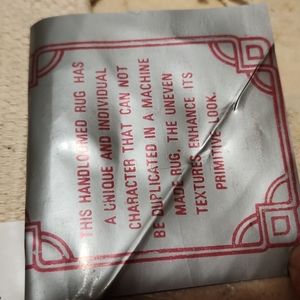 THIS HANDLOOMED RUG HAS
A UNIQUE AND INDIVIDUAL
CHARACTER THAT CAN NOT
BE DUPLICATED IN A MACHINE
MADE RUG, THE UNEVEN
TEXTURES ENHANCE ITS
PRIMITIVE LOOK.